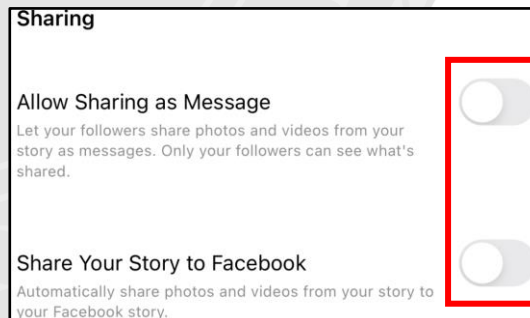 Sharing
Allow Sharing as Message
Let your followers share photos and videos from your
story as messages. Only your followers can see what's
shared.
Share Your Story to Facebook
Automatically share photos and videos from your story to
your Facebook story.